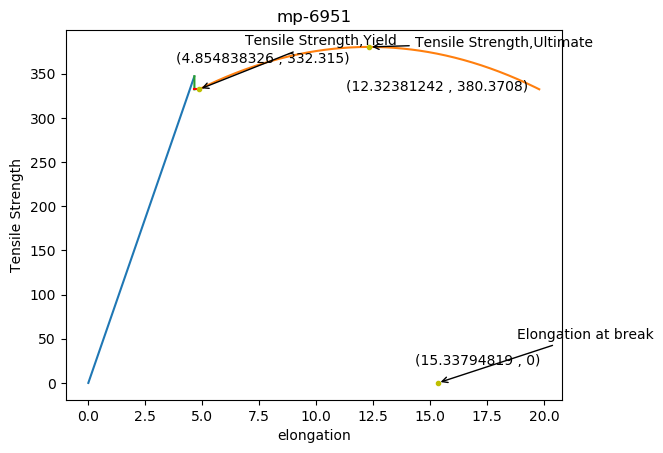 mp-6951
Tensile Strength,Yield
Tensile Strength,Ultimate
(4.854838326 , 332.315)
(12.32381242 , 380.3708)
350
300
250
200
150
100
50
0
Tensile Strength
Elongation at break
(15.33794819 , 0)
0.0 2.5 5.0 7.5 10.0 12.5 15.0 17.5 20.0
elongation